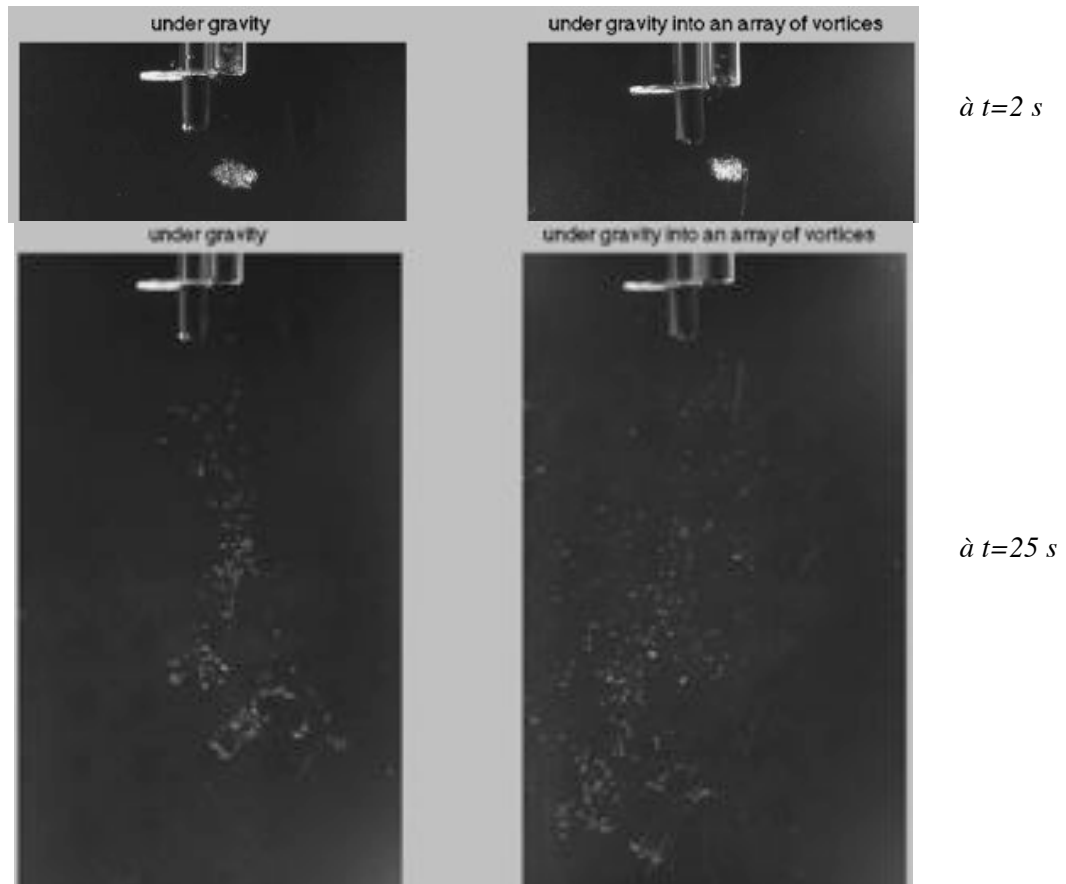 under gravity
under gravity into an array of vortices
à t=2 s
under gravity
under gravity into an array of vortices
à t=25 s